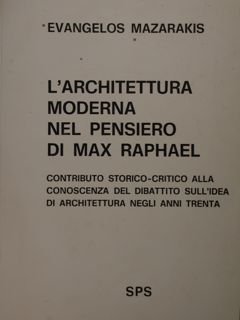 EVANGELOS MAZARAKIS
L'ARCHITETTURA
MODERNA
NEL PENSIERO
DI MAX RAPHAEL
CONTRIBUTO STORICO-CRITICO ALLA
CONOSCENZA DEL DIBATTITO SULL'IDEA
DI ARCHITETTURA NEGLI ANNI TRENTA
SPS